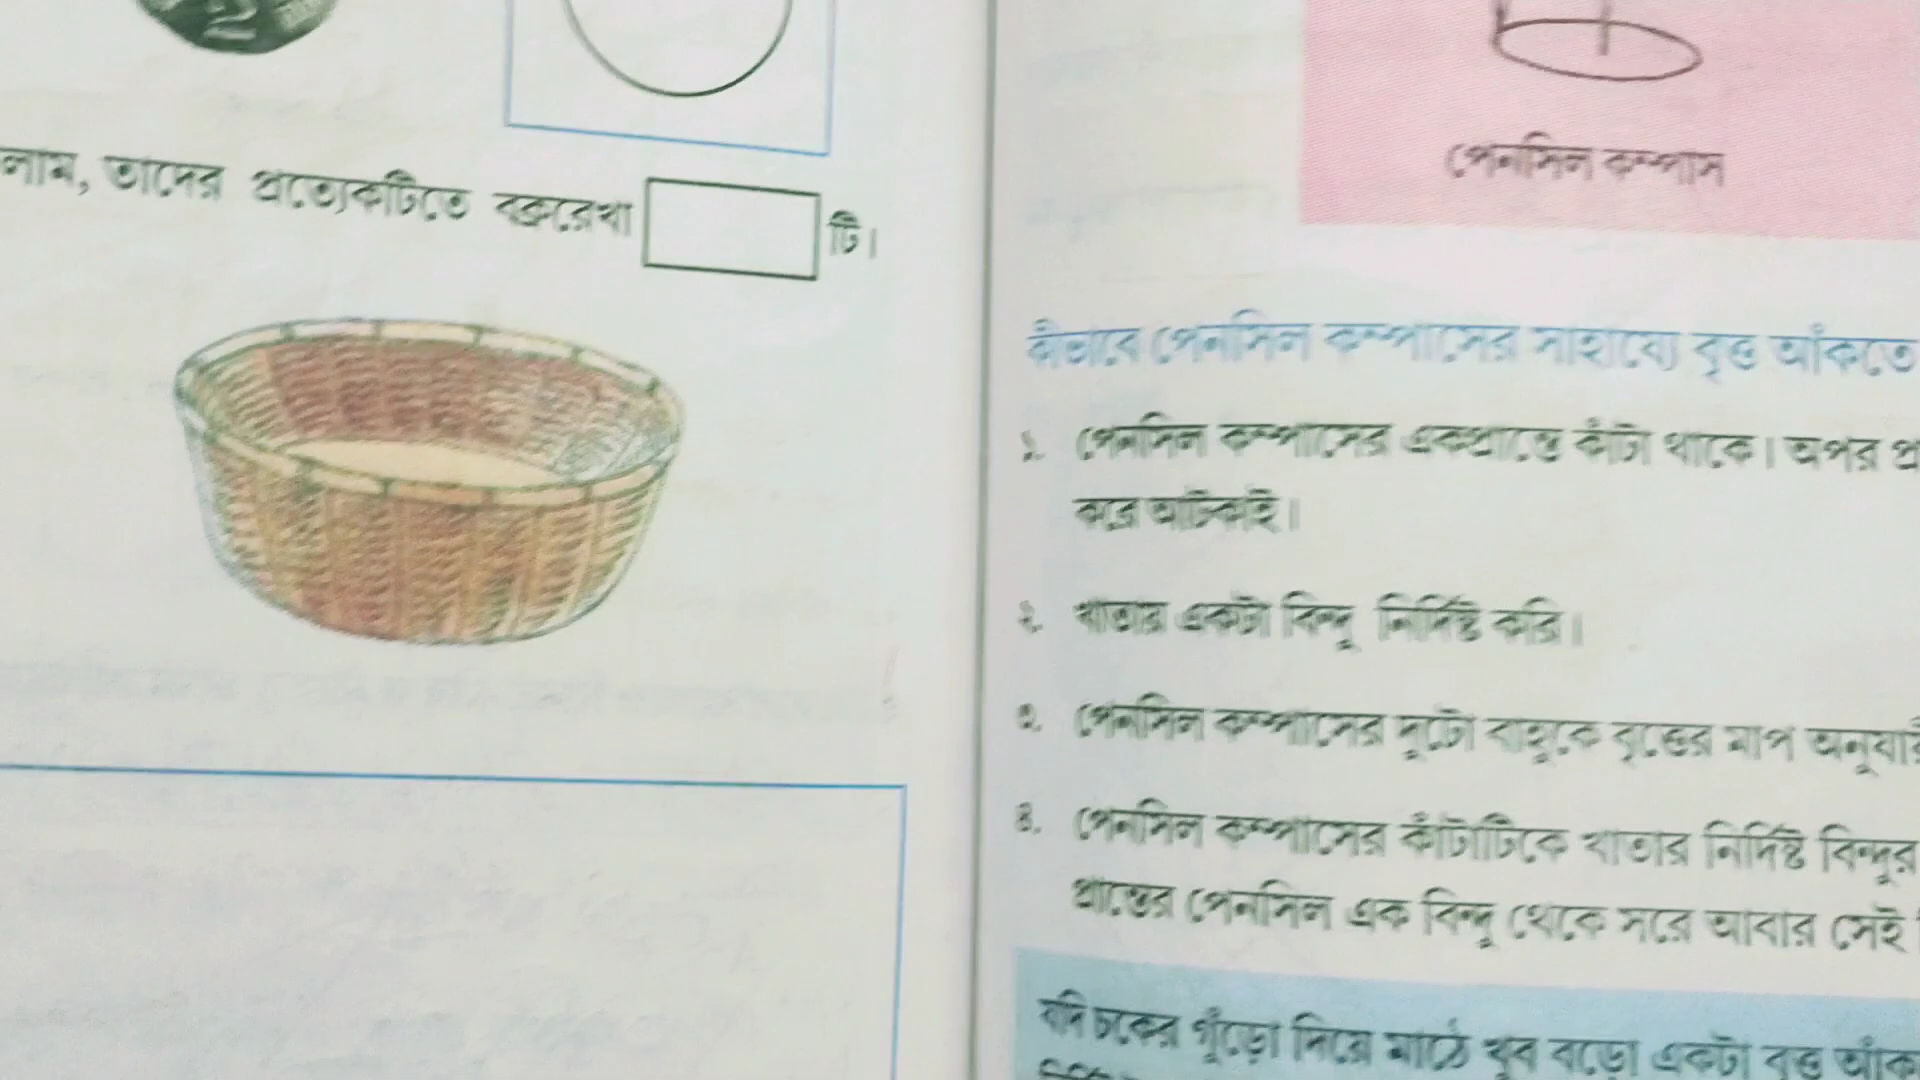 লাম, তাদের প্রত্যেকটিতে বক্ররেখা টি।
পেনসিল কম্পাস
কীভাবে পেনসিল কম্পাসের সাহায্যে বৃত্ত আঁকতে
১. পেনসিল কম্পাসের একপ্রান্তে কাঁটা থাকে। অপর প্র
করে আটকাই।
২. খাতার একটা বিন্দু নির্দিষ্ট করি।
৩. পেনসিল কম্পাসের দুটো বাহুকে বৃত্তের মাপ অনুযায়ী
৪. পেনসিল কম্পাসের কাঁটাটিকে খাতার নির্দিষ্ট বিন্দুর
প্রান্তের পেনসিল এক বিন্দু থেকে সরে আবার সেই
যদি চকের গুঁড়ো দিয়ে মাঠে খুব বড়ো একটা বৃত্ত আঁক